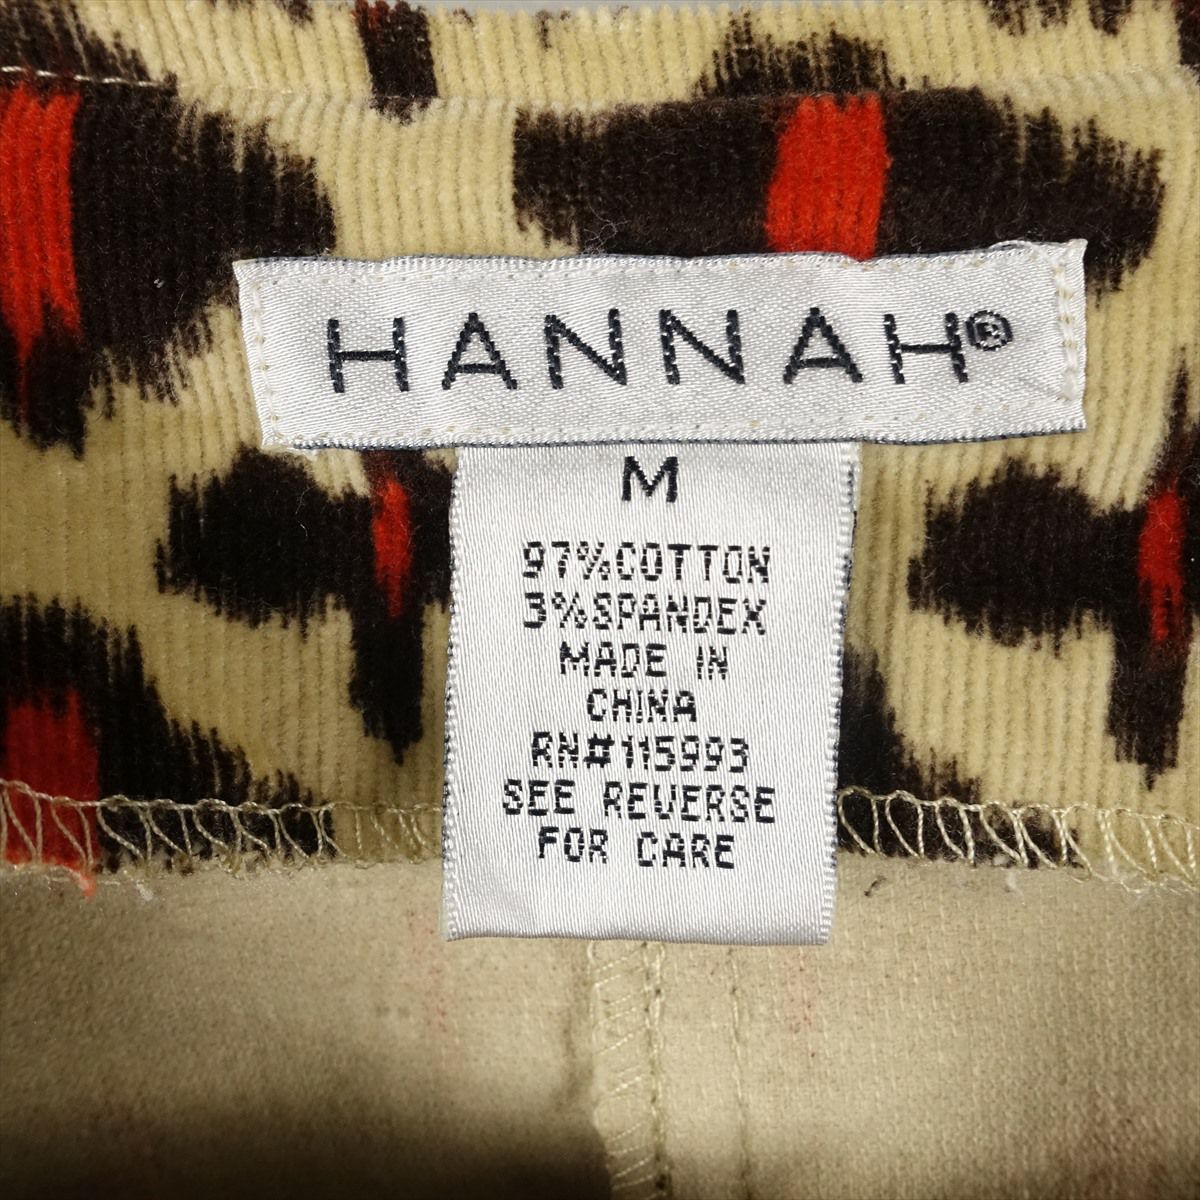 HANNAH®
M
97%COTTON
3%SPANDEX
MADE IN
CHINA
RN#115993
SEE REVERSE
FOR CARE